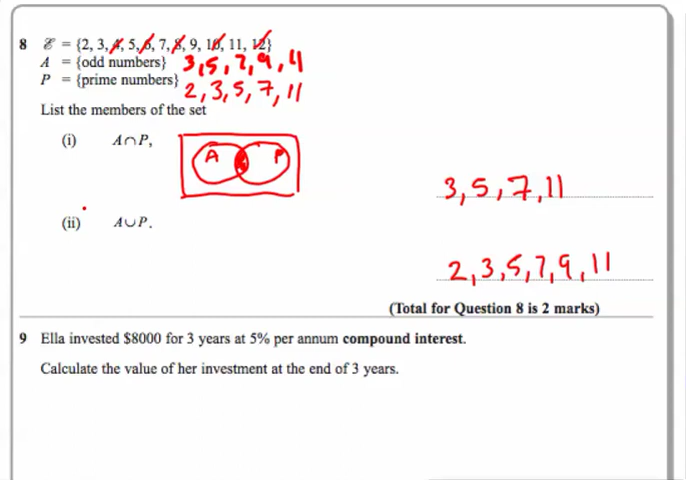 8 ℰ = {2, 3, 4, 5, 6, 7, 8, 9, 10, 11, 12}
A = {odd numbers} 3,5,7,9,11
P = {prime numbers} 2,3,5,7,11
List the members of the set
(i) A∩P,
A P
3,5,7,11
(ii) A∪P.
2,3,5,7,9,11
(Total for Question 8 is 2 marks)
9 Ella invested $8000 for 3 years at 5% per annum compound interest.
Calculate the value of her investment at the end of 3 years.